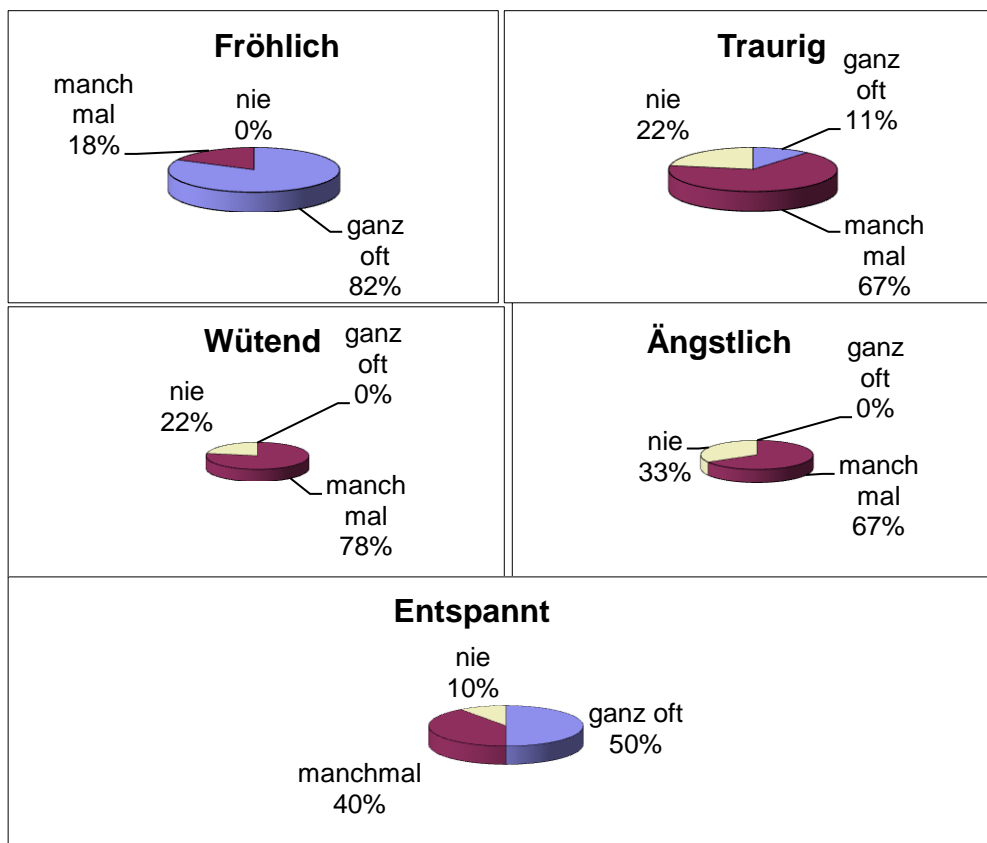 Fröhlich
manch
mal
18%
nie
0%
ganz
oft
82%
Traurig
ganz
oft
11%
nie
22%
manch
mal
67%
Wütend
ganz
oft
0%
nie
22%
manch
mal
78%
Ängstlich
ganz
oft
0%
nie
33%
manch
mal
67%
Entspannt
nie
10%
ganz oft
50%
manchmal
40%